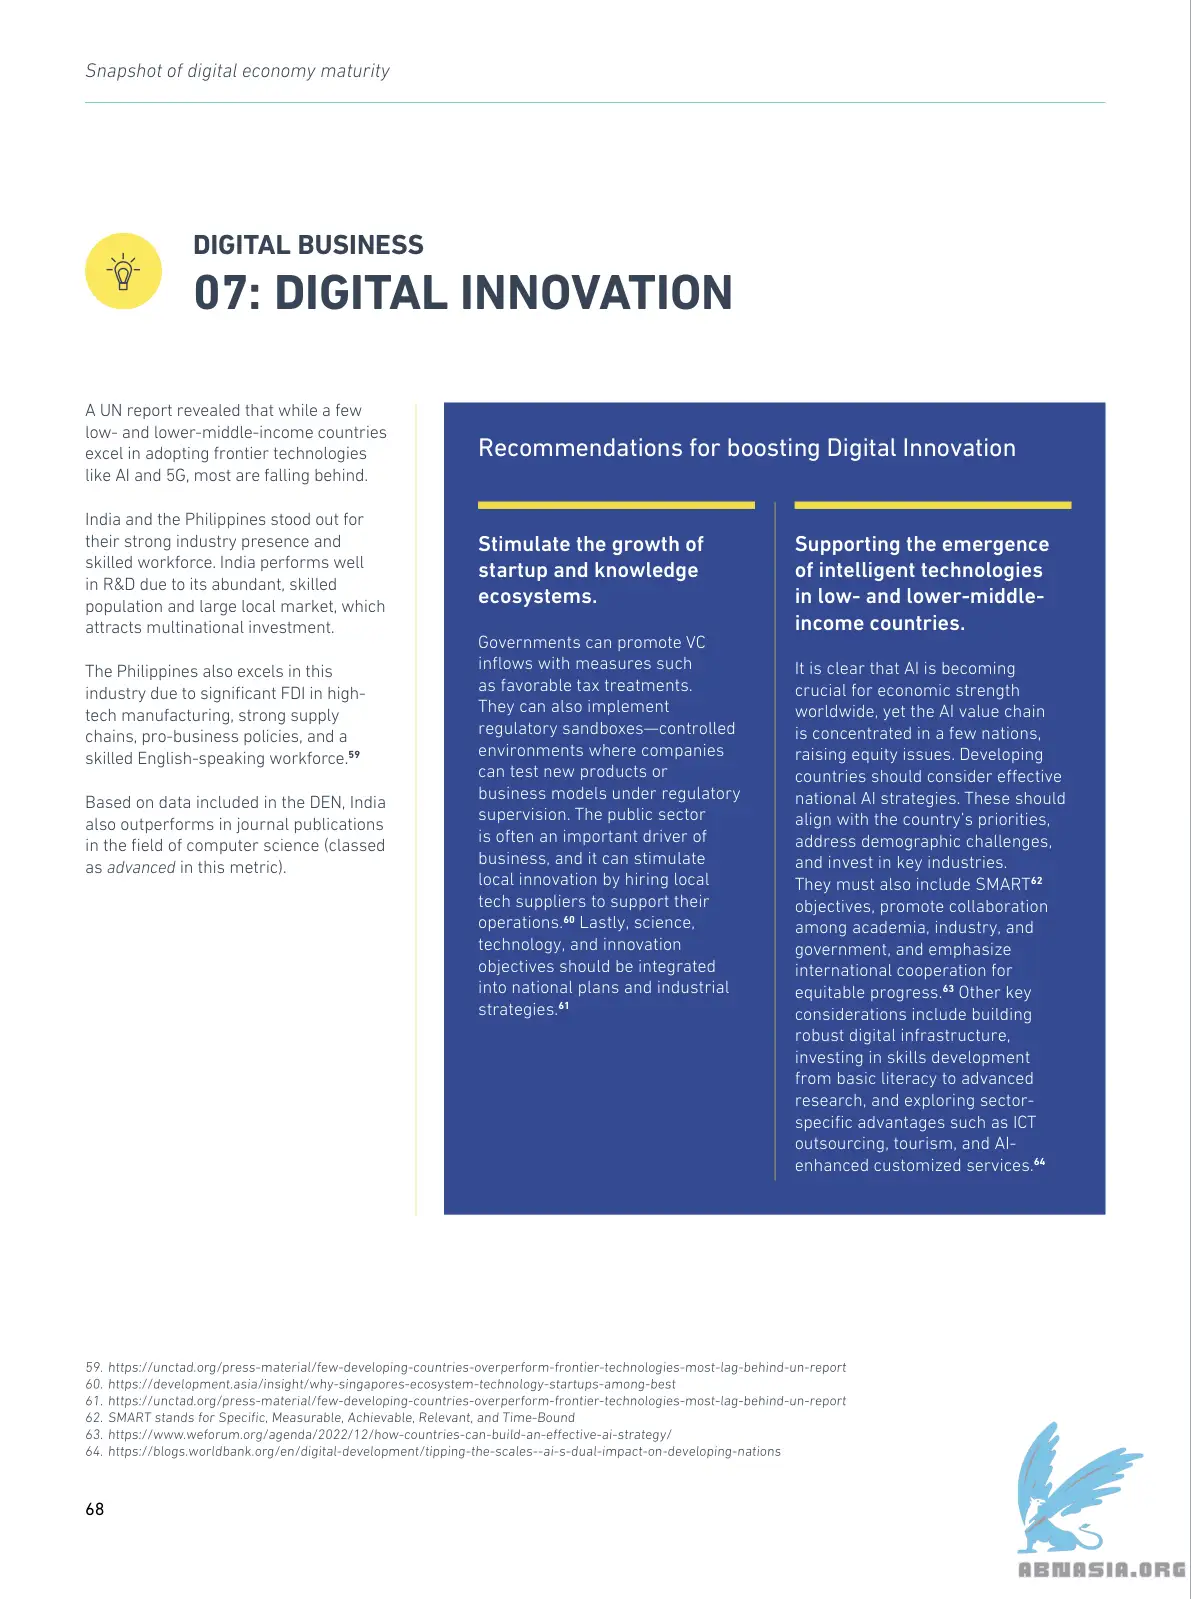 Snapshot of digital economy maturity
DIGITAL BUSINESS
07: DIGITAL INNOVATION
A UN report revealed that while a few
low- and lower-middle-income countries
excel in adopting frontier technologies
like AI and 5G, most are falling behind.
India and the Philippines stood out for
their strong industry presence and
skilled workforce. India performs well
in R&D due to its abundant, skilled
population and large local market, which
attracts multinational investment.
The Philippines also excels in this
industry due to significant FDI in high-
tech manufacturing, strong supply
chains, pro-business policies, and a
skilled English-speaking workforce.59
Based on data included in the DEN, India
also outperforms in journal publications
in the field of computer science (classed
as advanced in this metric).
Recommendations for boosting Digital Innovation
Stimulate the growth of
startup and knowledge
ecosystems.
Governments can promote VC
inflows with measures such
as favorable tax treatments.
They can also implement
regulatory sandboxes—controlled
environments where companies
can test new products or
business models under regulatory
supervision. The public sector
is often an important driver of
business, and it can stimulate
local innovation by hiring local
tech suppliers to support their
operations.60 Lastly, science,
technology, and innovation
objectives should be integrated
into national plans and industrial
strategies.61
Supporting the emergence
of intelligent technologies
in low- and lower-middle-
income countries.
It is clear that AI is becoming
crucial for economic strength
worldwide, yet the AI value chain
is concentrated in a few nations,
raising equity issues. Developing
countries should consider effective
national AI strategies. These should
align with the country's priorities,
address demographic challenges,
and invest in key industries.
They must also include SMART62
objectives, promote collaboration
among academia, industry, and
government, and emphasize
international cooperation for
equitable progress.63 Other key
considerations include building
robust digital infrastructure,
investing in skills development
from basic literacy to advanced
research, and exploring sector-
specific advantages such as ICT
outsourcing, tourism, and AI-
enhanced customized services.64
59. https://unctad.org/press-material/few-developing-countries-overperform-frontier-technologies-most-lag-behind-un-report
60. https://development.asia/insight/why-singapores-ecosystem-technology-startups-among-best
61. https://unctad.org/press-material/few-developing-countries-overperform-frontier-technologies-most-lag-behind-un-report
62. SMART stands for Specific, Measurable, Achievable, Relevant, and Time-Bound
63. https://www.weforum.org/agenda/2022/12/how-countries-can-build-an-effective-ai-strategy/
64. https://blogs.worldbank.org/en/digital-development/tipping-the-scales--ai-s-dual-impact-on-developing-nations
68
ABNASIA.ORG